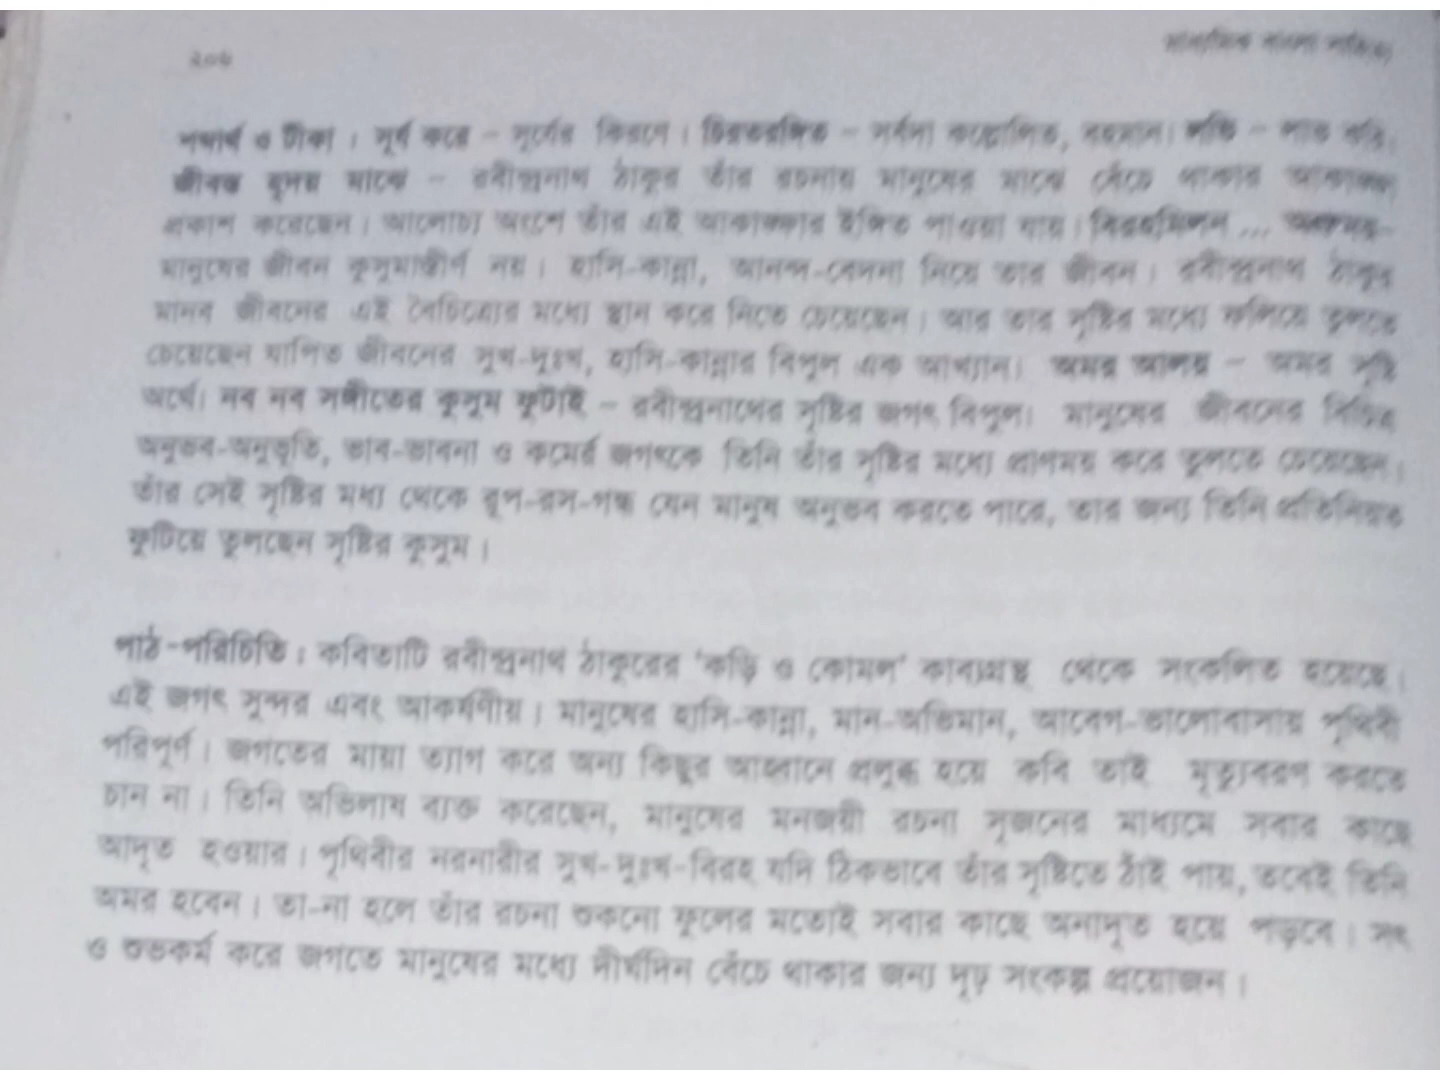 ২০৬
মাধ্যমিক বাংলা সাহিত্য
শব্দার্থ ও টীকা : সূর্য করে – সূর্যের কিরণে। চিরতরঙ্গিত – সর্বদা কল্লোলিত, বহমান। লভি – লাভ করি।
জীবন্ত হৃদয় মাঝে – রবীন্দ্রনাথ ঠাকুর তাঁর রচনায় মানুষের মাঝে বেঁচে থাকার আকাঙ্ক্ষা
প্রকাশ করেছেন। আলোচ্য অংশে তাঁর এই আকাঙ্ক্ষার ইঙ্গিত পাওয়া যায়। বিরহমিলন ... অশ্রুময়–
মানুষের জীবন কুসুমাস্তীর্ণ নয়। হাসি-কান্না, আনন্দ-বেদনা নিয়ে তার জীবন। রবীন্দ্রনাথ ঠাকুর
মানব জীবনের এই বৈচিত্র্যের মধ্যে স্থান করে নিতে চেয়েছেন। আর তার সৃষ্টির মধ্যে ফলিয়ে তুলতে
চেয়েছেন যাপিত জীবনের সুখ-দুঃখ, হাসি-কান্নার বিপুল এক আখ্যান। অমর আলয় – অমর সৃষ্টি
অর্থে। নব নব সঙ্গীতের কুসুম ফুটাই – রবীন্দ্রনাথের সৃষ্টির জগৎ বিপুল। মানুষের জীবনের বিচিত্র
অনুভব-অনুভূতি, ভাব-ভাবনা ও কর্মের জগৎকে তিনি তাঁর সৃষ্টির মধ্যে প্রাণময় করে তুলতে চেয়েছেন।
তাঁর সেই সৃষ্টির মধ্য থেকে রূপ-রস-গন্ধ যেন মানুষ অনুভব করতে পারে, তার জন্য তিনি প্রতিনিয়ত
ফুটিয়ে তুলছেন সৃষ্টির কুসুম।
পাঠ-পরিচিতি : কবিতাটি রবীন্দ্রনাথ ঠাকুরের 'কড়ি ও কোমল' কাব্যগ্রন্থ থেকে সংকলিত হয়েছে।
এই জগৎ সুন্দর এবং আকর্ষণীয়। মানুষের হাসি-কান্না, মান-অভিমান, আবেগ-ভালোবাসায় পৃথিবী
পরিপূর্ণ। জগতের মায়া ত্যাগ করে অন্য কিছুর আহ্বানে প্রলুব্ধ হয়ে কবি তাই মৃত্যুবরণ করতে
চান না। তিনি অভিলাষ ব্যক্ত করেছেন, মানুষের মনজয়ী রচনা সৃজনের মাধ্যমে সবার কাছে
আদৃত হওয়ার। পৃথিবীর নরনারীর সুখ-দুঃখ-বিরহ যদি ঠিকভাবে তাঁর সৃষ্টিতে ঠাঁই পায়, তবেই তিনি
অমর হবেন। তা-না হলে তাঁর রচনা শুকনো ফুলের মতোই সবার কাছে অনাদৃত হয়ে পড়বে। সৎ
ও শুভকর্ম করে জগতে মানুষের মধ্যে দীর্ঘদিন বেঁচে থাকার জন্য দৃঢ় সংকল্প প্রয়োজন।